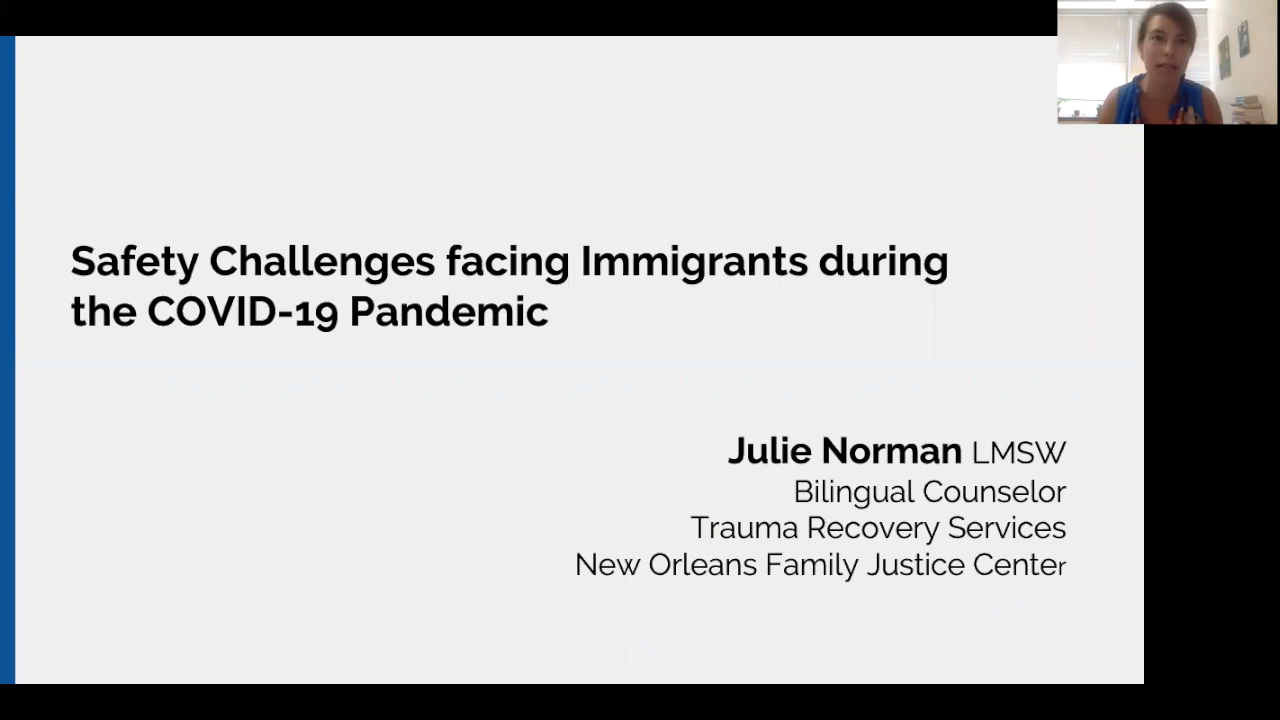 Safety Challenges facing Immigrants during
the COVID-19 Pandemic
Julie Norman LMSW
Bilingual Counselor
Trauma Recovery Services
New Orleans Family Justice Center